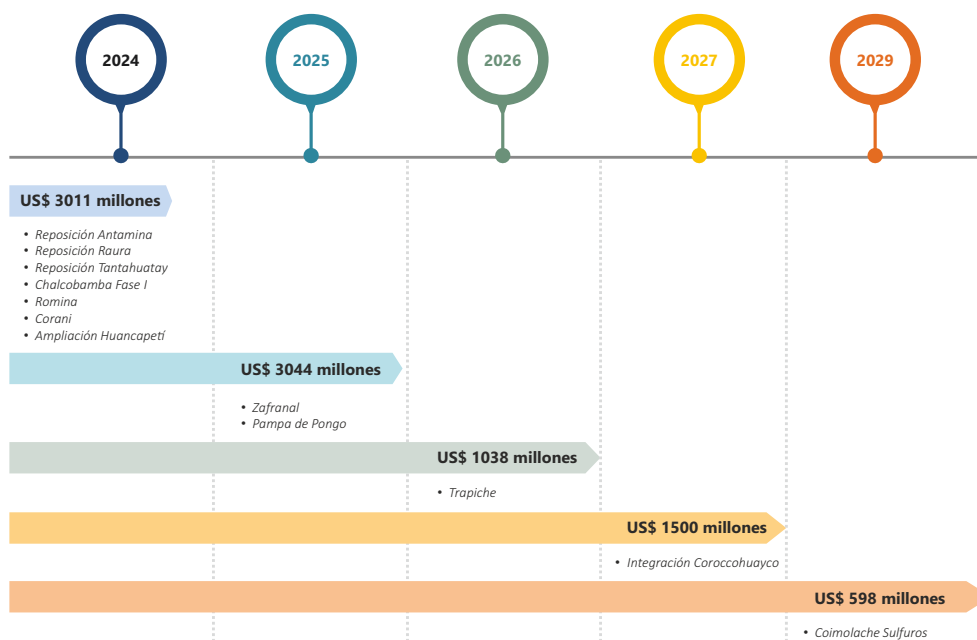 2024
2025
2026
2027
2029
US$ 3011 millones
• Reposición Antamina
• Reposición Raura
• Reposición Tantahuatay
• Chalcobamba Fase I
• Romina
• Corani
• Ampliación Huancapetí
US$ 3044 millones
• Zafranal
• Pampa de Pongo
US$ 1038 millones
• Trapiche
US$ 1500 millones
• Integración Coroccohuayco
US$ 598 millones
• Coimolache Sulfuros